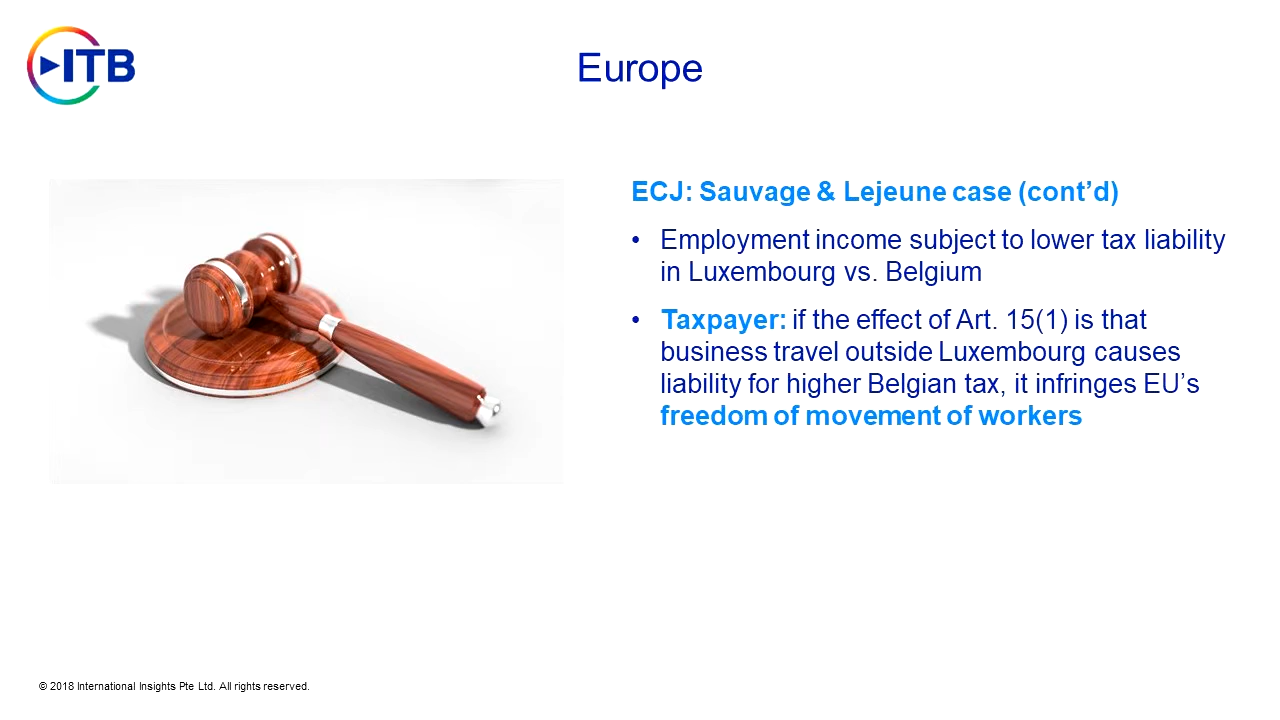 ITB
Europe
ECJ: Sauvage & Lejeune case (cont’d)
• Employment income subject to lower tax liability
in Luxembourg vs. Belgium
• Taxpayer: if the effect of Art. 15(1) is that
business travel outside Luxembourg causes
liability for higher Belgian tax, it infringes EU’s
freedom of movement of workers
© 2018 International Insights Pte Ltd. All rights reserved.